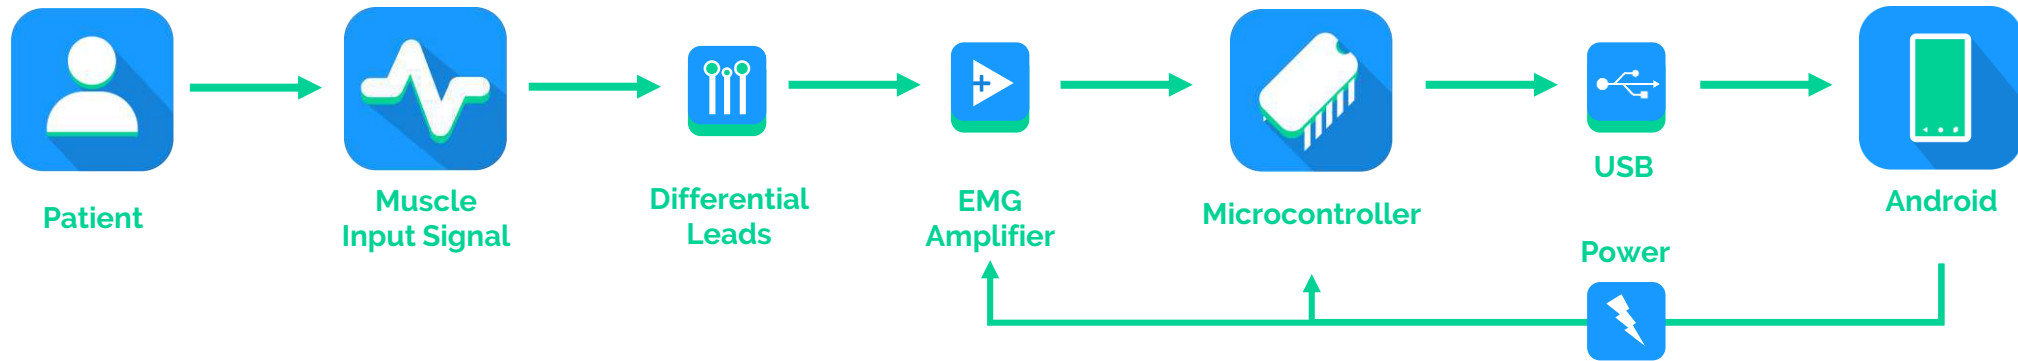 Patient
Muscle
Input Signal
Differential
Leads
EMG
Amplifier
Microcontroller
USB
Android
Power